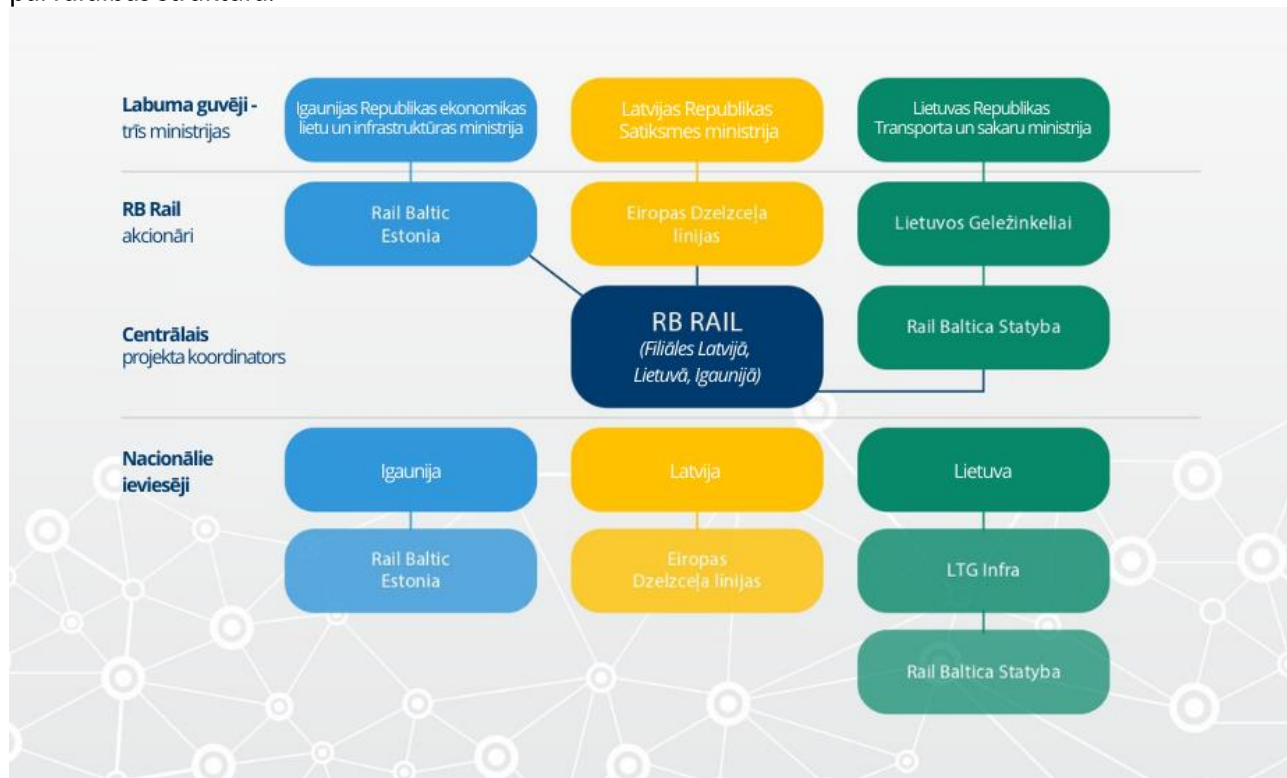 Labuma guvēji -
trīs ministrijas
Igaunijas Republikas ekonomikas
lietu un infrastruktūras ministrija
Latvijas Republikas
Satiksmes ministrija
Lietuvas Republikas
Transporta un sakaru ministrija
RB Rail
akcionāri
Rail Baltic
Estonia
Eiropas Dzelzceļa
līnijas
Lietuvos Geležinkeliai
Centrālais
projekta koordinators
RB RAIL
(Filiāles Latvijā,
Lietuvā, Igaunijā)
Rail Baltica Statyba
Nacionālie
ieviesēji
Igaunija
Latvija
Lietuva
Rail Baltic
Estonia
Eiropas
Dzelzceļa līnijas
LTG Infra
Rail Baltica Statyba